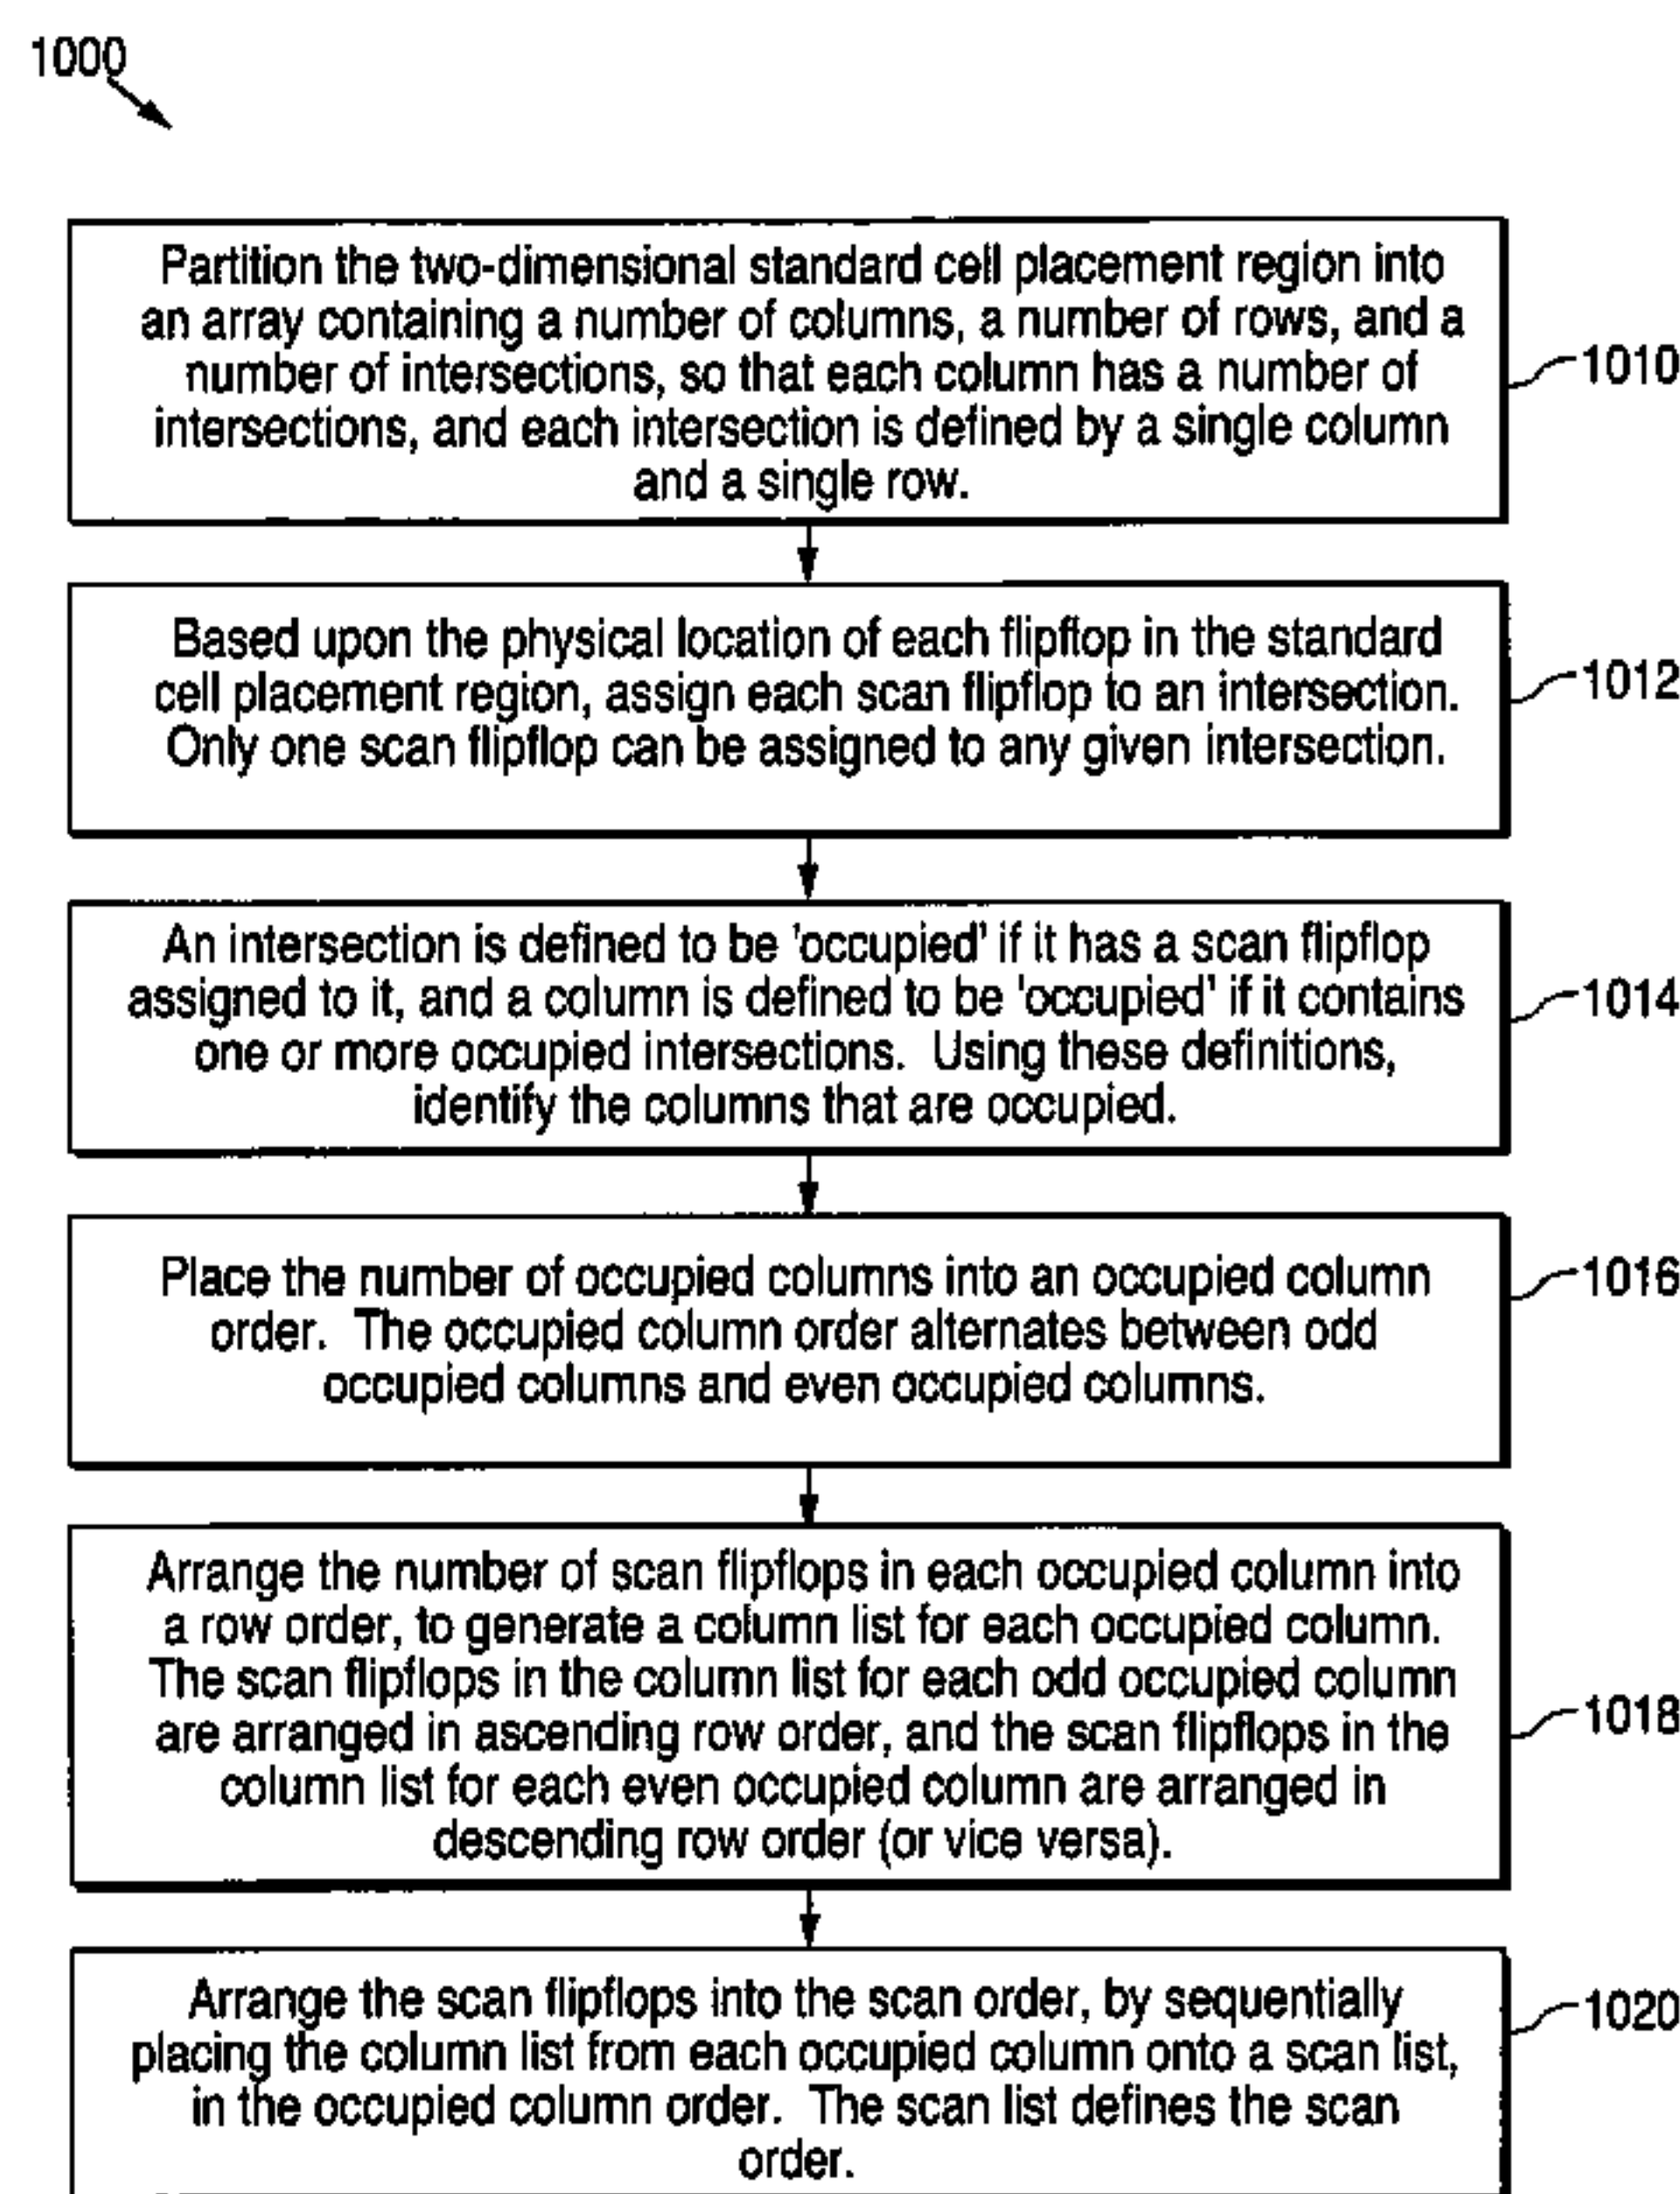 1000
Partition the two-dimensional standard cell placement region into
an array containing a number of columns, a number of rows, and a
number of intersections, so that each column has a number of
intersections, and each intersection is defined by a single column
and a single row.
1010
Based upon the physical location of each flipflop in the standard
cell placement region, assign each scan flipflop to an intersection.
Only one scan flipflop can be assigned to any given intersection.
1012
An intersection is defined to be 'occupied' if it has a scan flipflop
assigned to it, and a column is defined to be 'occupied' if it contains
one or more occupied intersections. Using these definitions,
identify the columns that are occupied.
1014
Place the number of occupied columns into an occupied column
order. The occupied column order alternates between odd
occupied columns and even occupied columns.
1016
Arrange the number of scan flipflops in each occupied column into
a row order, to generate a column list for each occupied column.
The scan flipflops in the column list for each odd occupied column
are arranged in ascending row order, and the scan flipflops in the
column list for each even occupied column are arranged in
descending row order (or vice versa).
1018
Arrange the scan flipflops into the scan order, by sequentially
placing the column list from each occupied column onto a scan list,
in the occupied column order. The scan list defines the scan
order.
1020